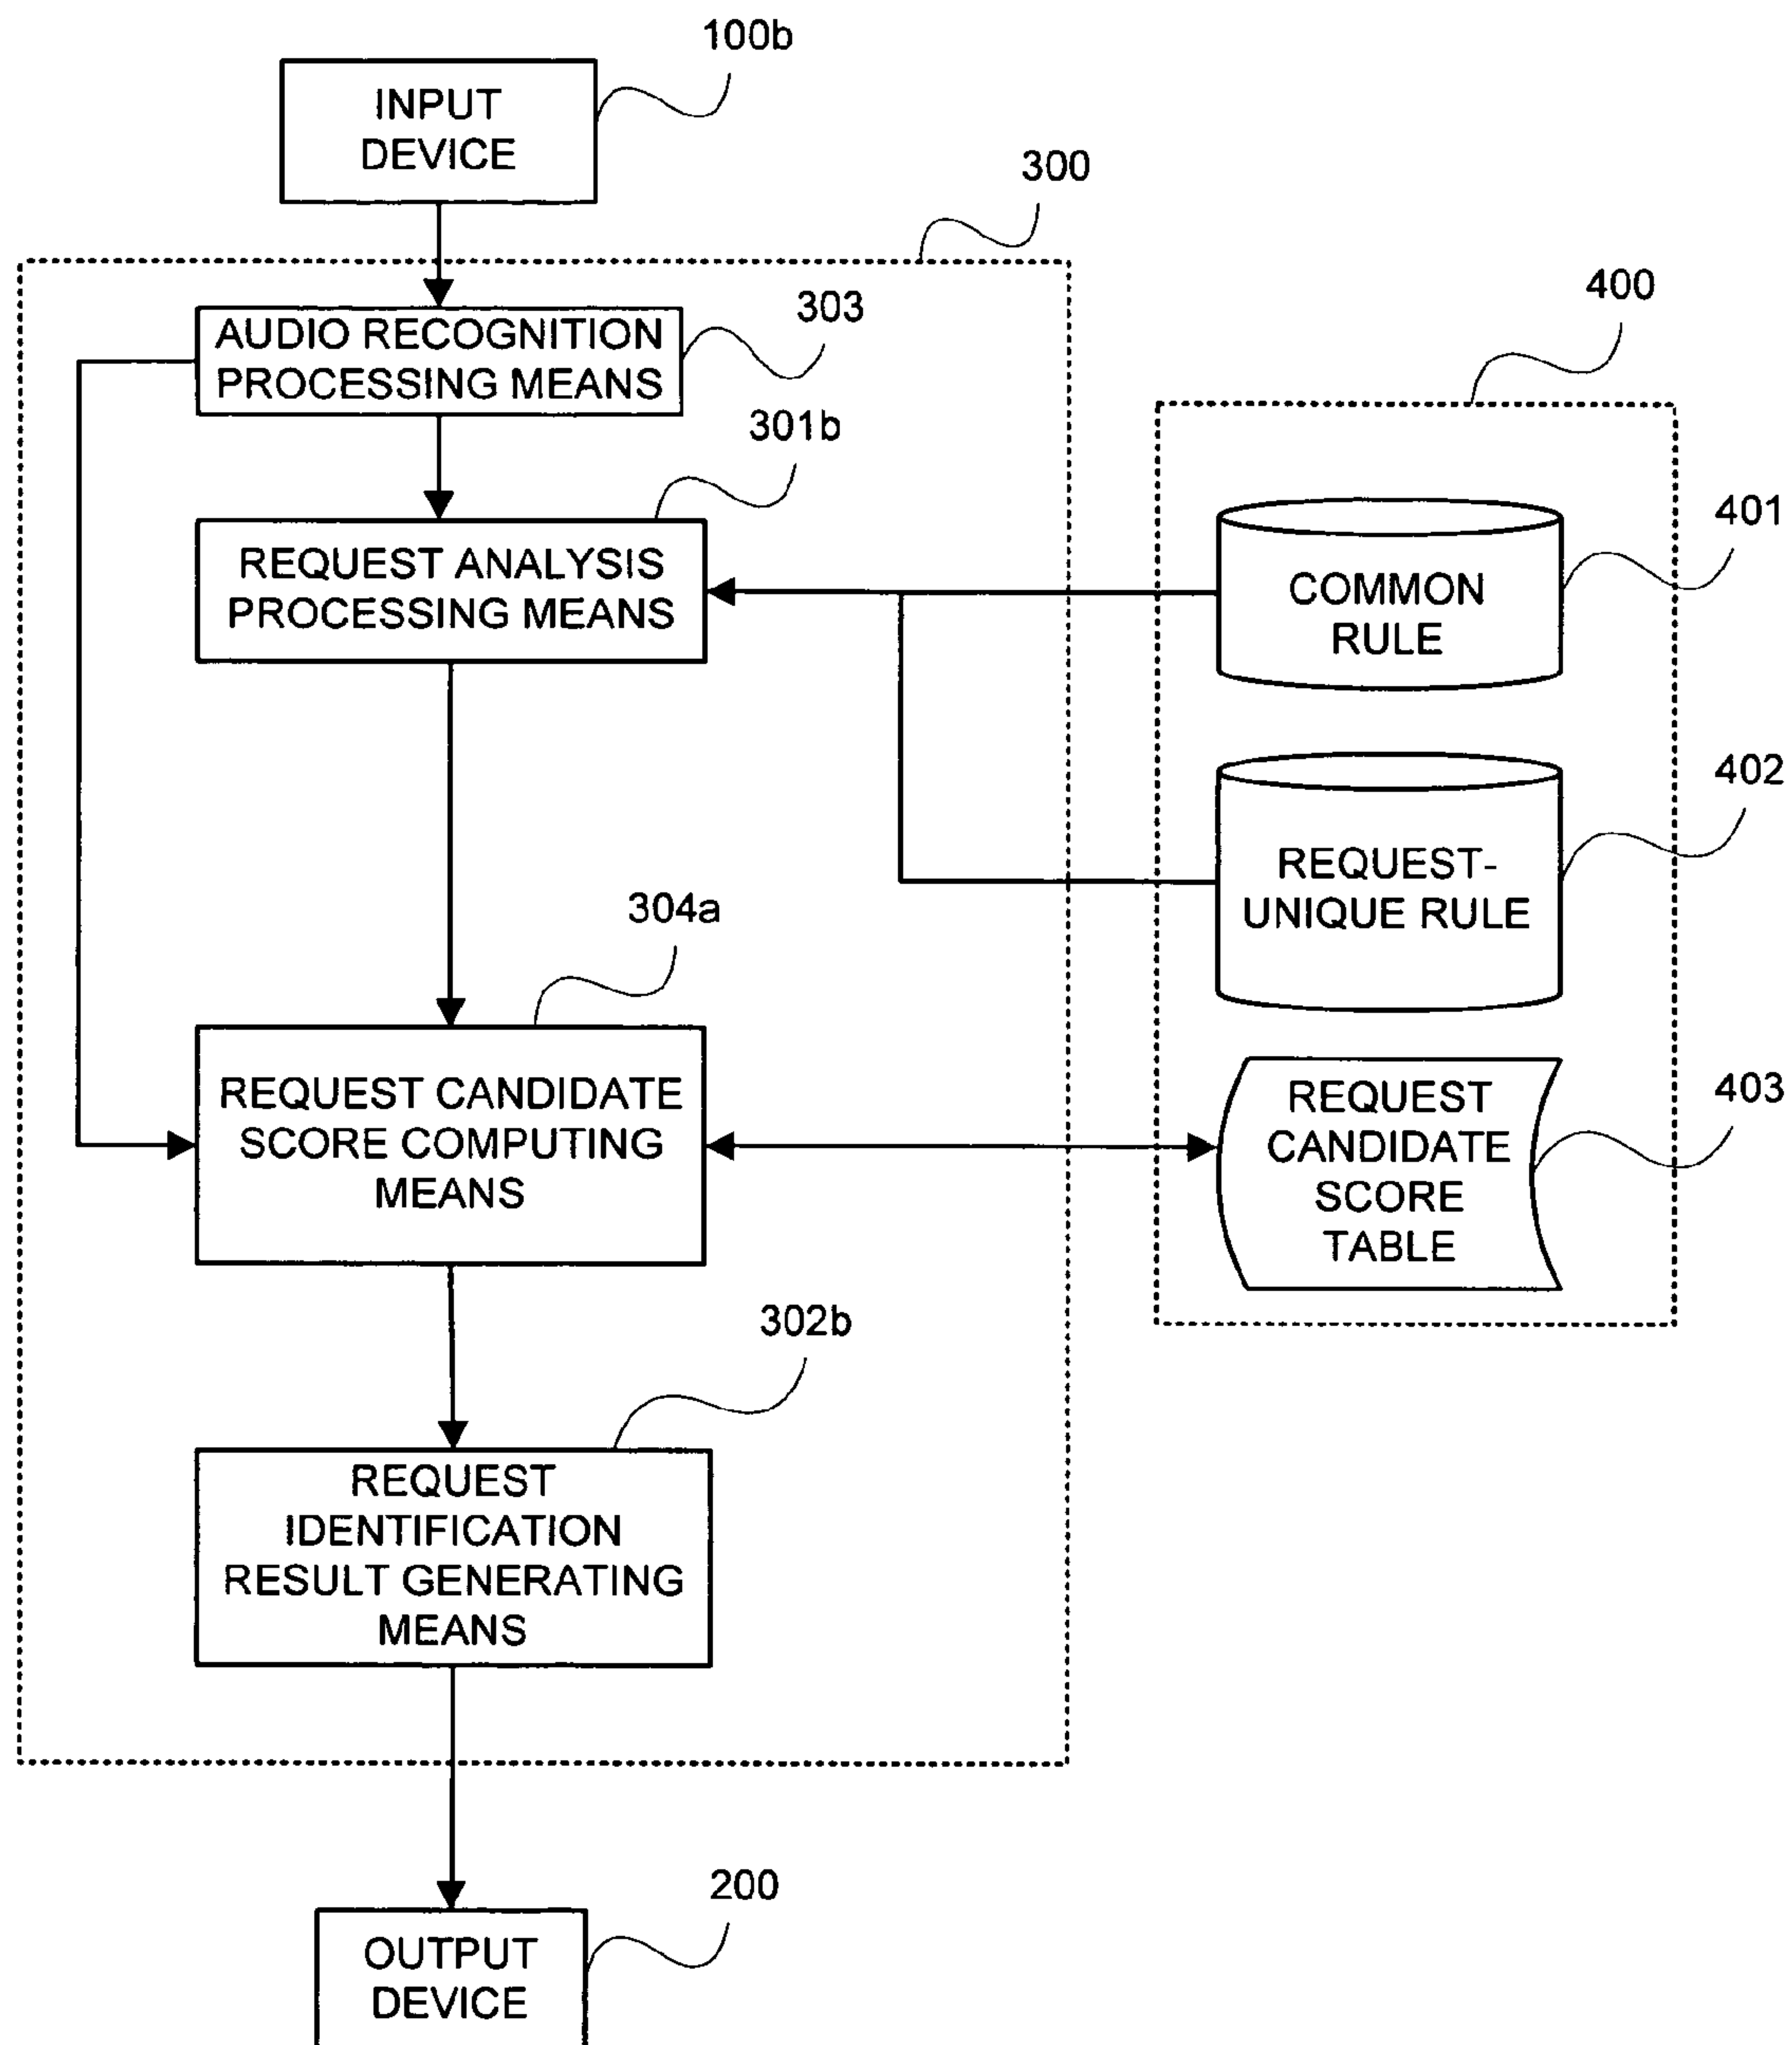 100b
INPUT
DEVICE
300
303
AUDIO RECOGNITION
PROCESSING MEANS
400
301b
REQUEST ANALYSIS
PROCESSING MEANS
401
COMMON
RULE
402
REQUEST-
UNIQUE RULE
304a
REQUEST CANDIDATE
SCORE COMPUTING
MEANS
403
REQUEST
CANDIDATE
SCORE
TABLE
302b
REQUEST
IDENTIFICATION
RESULT GENERATING
MEANS
200
OUTPUT
DEVICE